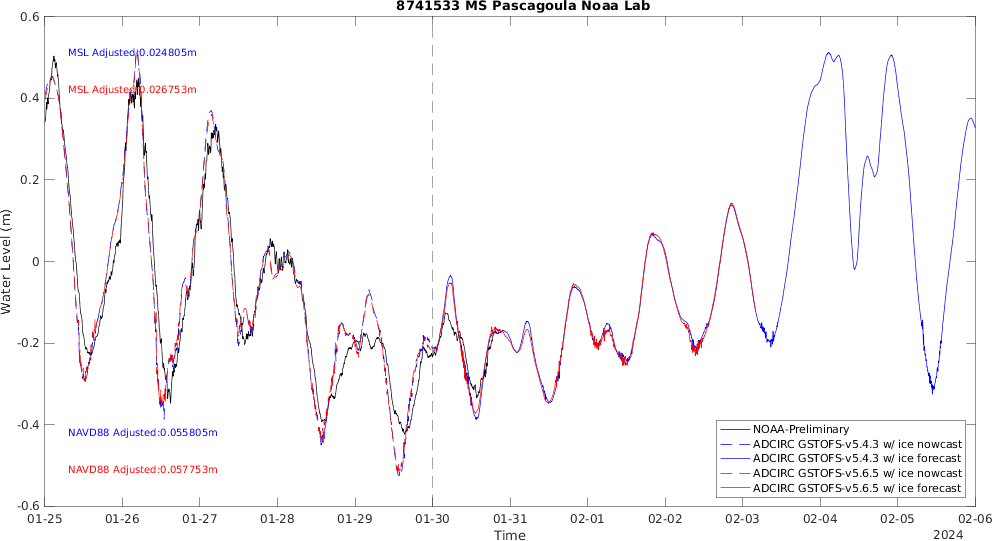 8741533 MS Pascagoula Noaa Lab
0.6
MSL Adjusted:0.024805m
MSL Adjusted:0.026753m
0.4
0.2
0
-0.2
-0.4
-0.6
Water Level (m)
NAVD88 Adjusted:0.055805m
NAVD88 Adjusted:0.057753m
NOAA-Preliminary
ADCIRC GSTOFS-v5.4.3 w/ ice nowcast
ADCIRC GSTOFS-v5.4.3 w/ ice forecast
ADCIRC GSTOFS-v5.6.5 w/ ice nowcast
ADCIRC GSTOFS-v5.6.5 w/ ice forecast
01-25 01-26 01-27 01-28 01-29 01-30 01-31 02-01 02-02 02-03 02-04 02-05 02-06
Time
2024